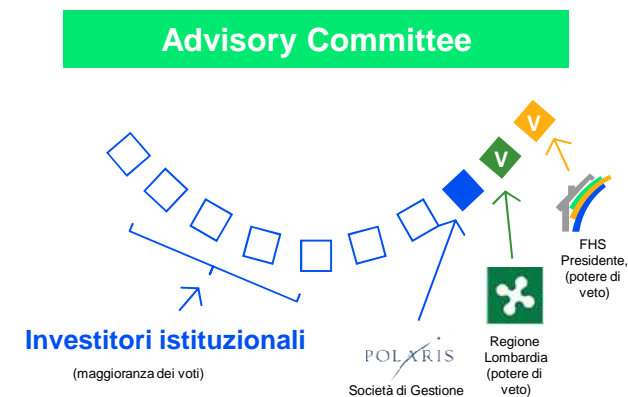 Advisory Committee
V
V
FHS
Presidente,
(potere di
veto)
Investitori istituzionali
(maggioranza dei voti)
POLARIS
Società di Gestione
Regione
Lombardia
(potere di
veto)